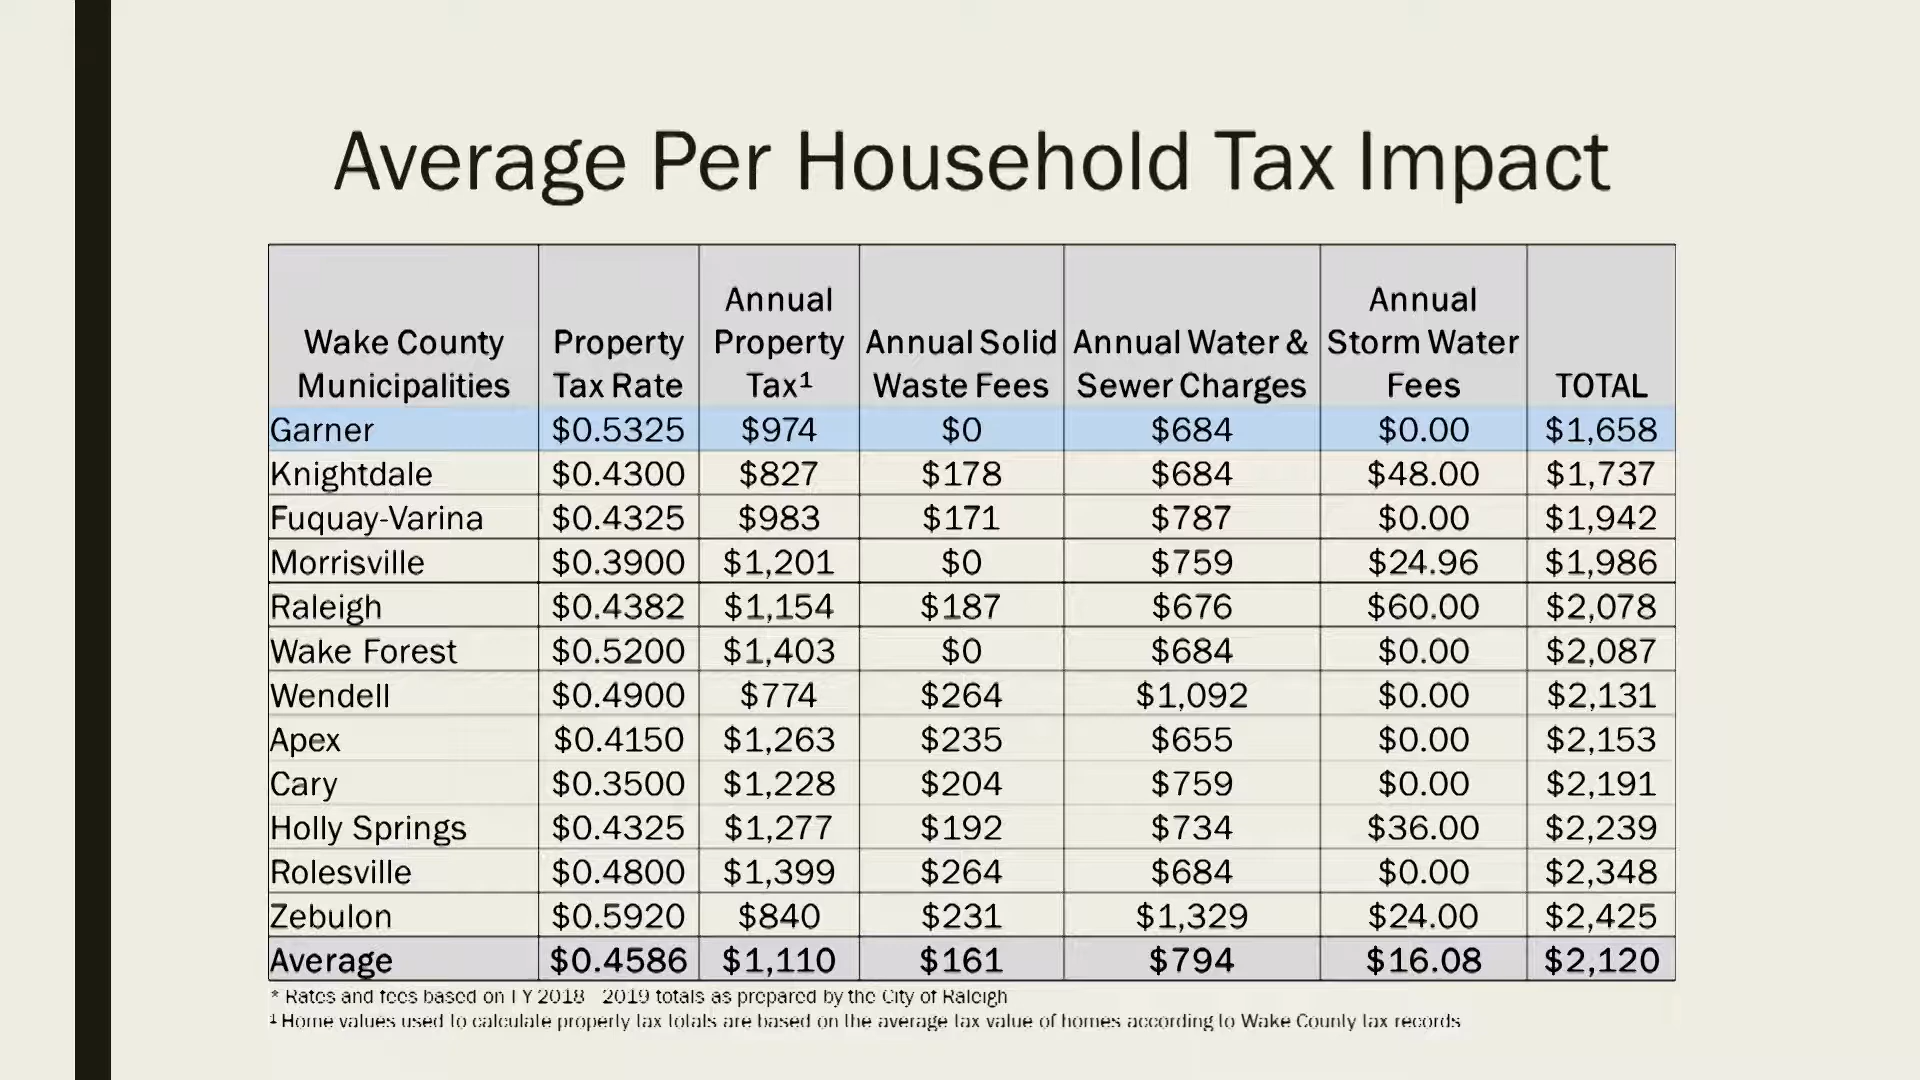 Average Per Household Tax Impact
Wake County Municipalities | Property Tax Rate | Annual Property Tax¹ | Annual Solid Waste Fees | Annual Water & Sewer Charges | Annual Storm Water Fees | TOTAL
Garner $0.5325 $974 $0 $684 $0.00 $1,658
Knightdale $0.4300 $827 $178 $684 $48.00 $1,737
Fuquay-Varina $0.4325 $983 $171 $787 $0.00 $1,942
Morrisville $0.3900 $1,201 $0 $759 $24.96 $1,986
Raleigh $0.4382 $1,154 $187 $676 $60.00 $2,078
Wake Forest $0.5200 $1,403 $0 $684 $0.00 $2,087
Wendell $0.4900 $774 $264 $1,092 $0.00 $2,131
Apex $0.4150 $1,263 $235 $655 $0.00 $2,153
Cary $0.3500 $1,228 $204 $759 $0.00 $2,191
Holly Springs $0.4325 $1,277 $192 $734 $36.00 $2,239
Rolesville $0.4800 $1,399 $264 $684 $0.00 $2,348
Zebulon $0.5920 $840 $231 $1,329 $24.00 $2,425
Average $0.4586 $1,110 $161 $794 $16.08 $2,120
* Rates and fees based on FY 2018 - 2019 totals as prepared by the City of Raleigh
¹ Home values used to calculate property tax totals are based on the average tax value of homes according to Wake County tax records